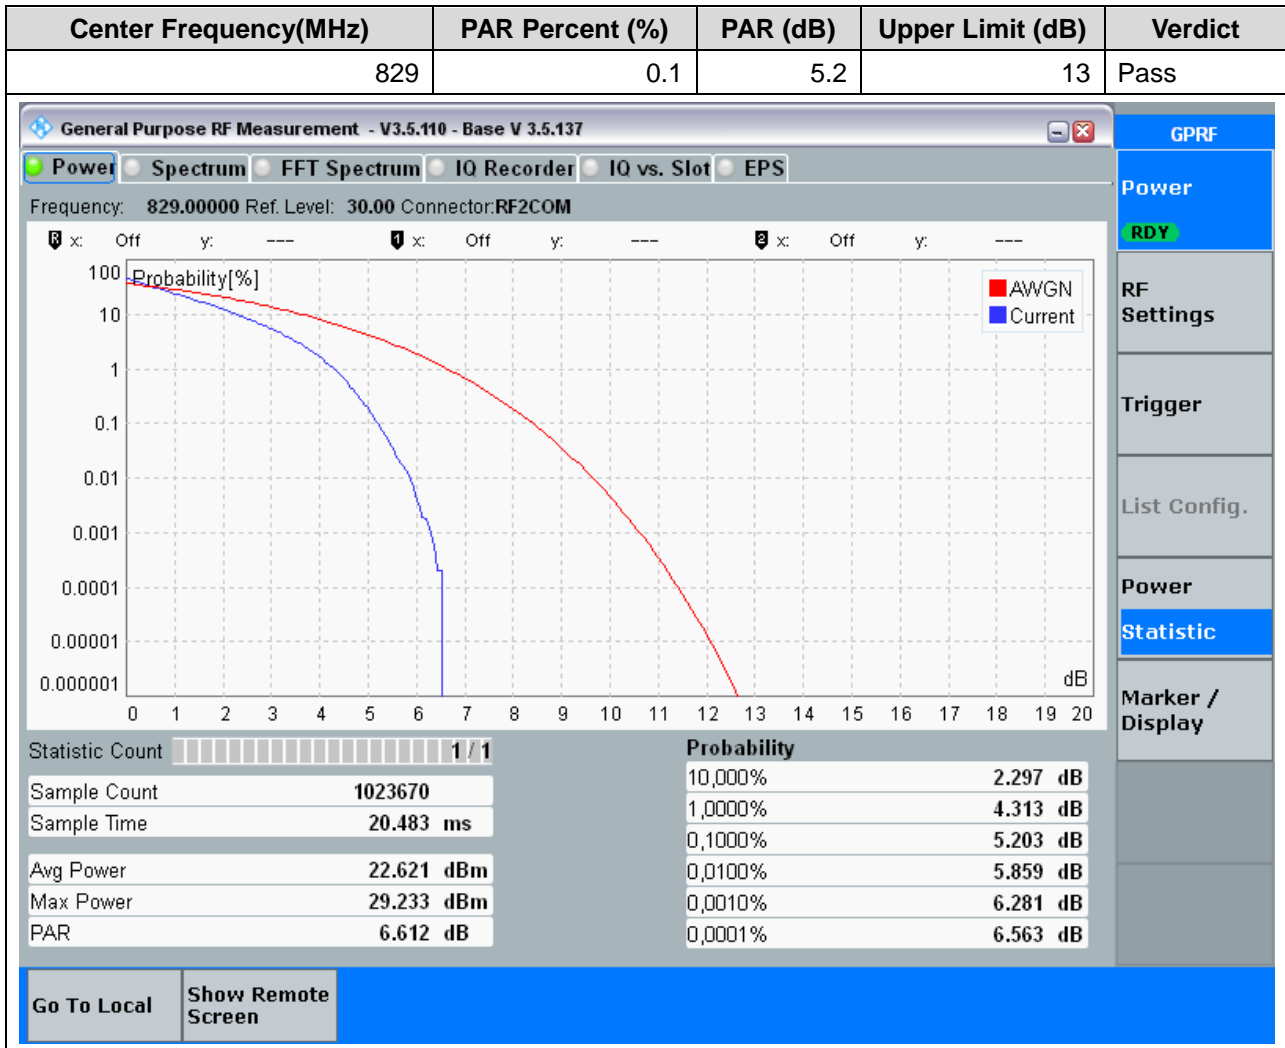 Center Frequency(MHz) PAR Percent (%) PAR (dB) Upper Limit (dB) Verdict
829 0.1 5.2 13 Pass
General Purpose RF Measurement - V3.5.110 - Base V 3.5.137
GPRF
Power Spectrum FFT Spectrum IQ Recorder IQ vs. Slot EPS
Frequency: 829.00000 Ref. Level: 30.00 Connector:RF2COM
R x: Off y: --- 1 x: Off y: --- 2 x: Off y: ---
Probability[%]
AWGN
Current
100
10
1
0.1
0.01
0.001
0.0001
0.00001
0.000001
dB
0 1 2 3 4 5 6 7 8 9 10 11 12 13 14 15 16 17 18 19 20
Statistic Count 1 / 1
Sample Count 1023670
Sample Time 20.483 ms
Avg Power 22.621 dBm
Max Power 29.233 dBm
PAR 6.612 dB
Probability
10,000% 2.297 dB
1,0000% 4.313 dB
0,1000% 5.203 dB
0,0100% 5.859 dB
0,0010% 6.281 dB
0,0001% 6.563 dB
Power
RDY
RF
Settings
Trigger
List Config.
Power
Statistic
Marker /
Display
Go To Local
Show Remote
Screen